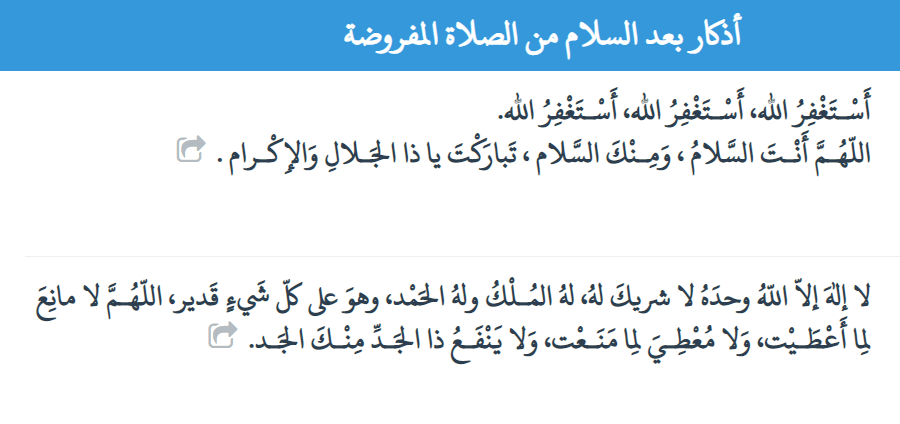 أذكار بعد السلام من الصلاة المفروضة
أَسْـتَغْفِرُ الله، أَسْـتَغْفِرُ الله، أَسْـتَغْفِرُ الله.
اللّهُـمَّ أَنْـتَ السَّلامُ ، وَمِـنْكَ السَّلام ، تَبارَكْتَ يا ذا الجَـلالِ وَالإِكْـرام .
لا إلهَ إلاّ اللّهُ وحدَهُ لا شريكَ لهُ، لهُ المُـلْكُ ولهُ الحَمْد، وهوَ على كلّ شَيءٍ قَدير، اللّهُـمَّ لا مانِعَ
لِما أَعْطَـيْت، وَلا مُعْطِـيَ لِما مَنَـعْت، وَلا يَنْفَـعُ ذا الجَـدِّ مِنْـكَ الجَـد.